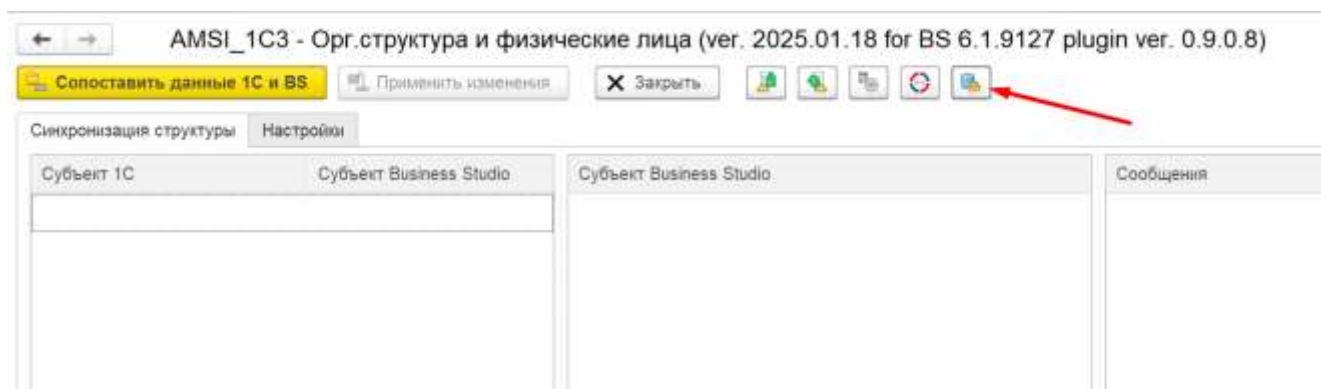 AMSI_1C3 - Орг.структура и физические лица (ver. 2025.01.18 for BS 6.1.9127 plugin ver. 0.9.0.8)
Сопоставить данные 1С и BS Применить изменения Закрыть
Синхронизация структуры Настройки
Субъект 1С Субъект Business Studio Субъект Business Studio Сообщения